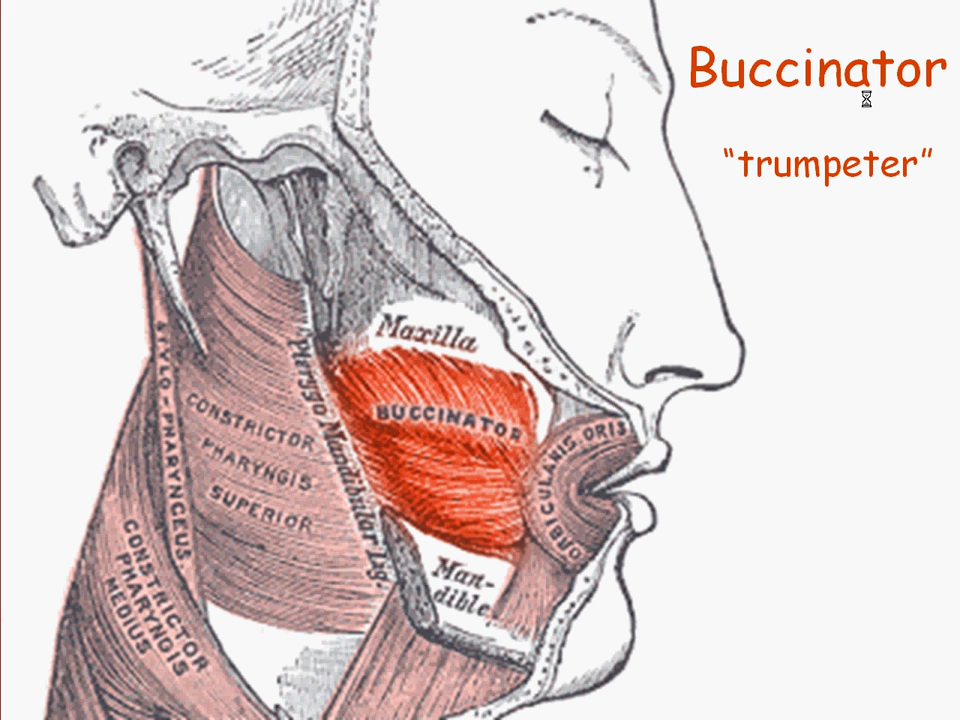 Buccinator
“trumpeter”
Maxilla
BUCCINATOR
ORBICULARIS ORIS
Pterygo Mandibular Lig.
STYLO-PHARYNGEUS
CONSTRICTOR
PHARYNGIS
SUPERIOR
Man-
dible
CONSTRICTOR
PHARYNGIS
MEDIUS